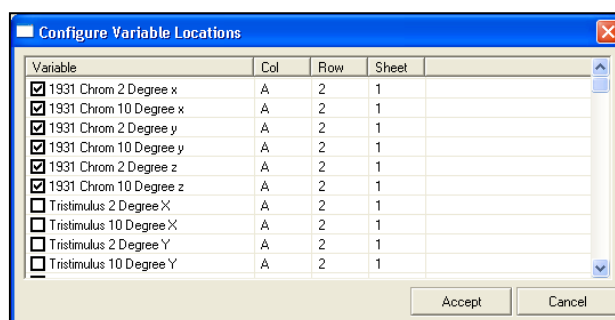 Configure Variable Locations
Variable Col Row Sheet
1931 Chrom 2 Degree x A 2 1
1931 Chrom 10 Degree x A 2 1
1931 Chrom 2 Degree y A 2 1
1931 Chrom 10 Degree y A 2 1
1931 Chrom 2 Degree z A 2 1
1931 Chrom 10 Degree z A 2 1
Tristimulus 2 Degree X A 2 1
Tristimulus 10 Degree X A 2 1
Tristimulus 2 Degree Y A 2 1
Tristimulus 10 Degree Y A 2 1
Accept Cancel